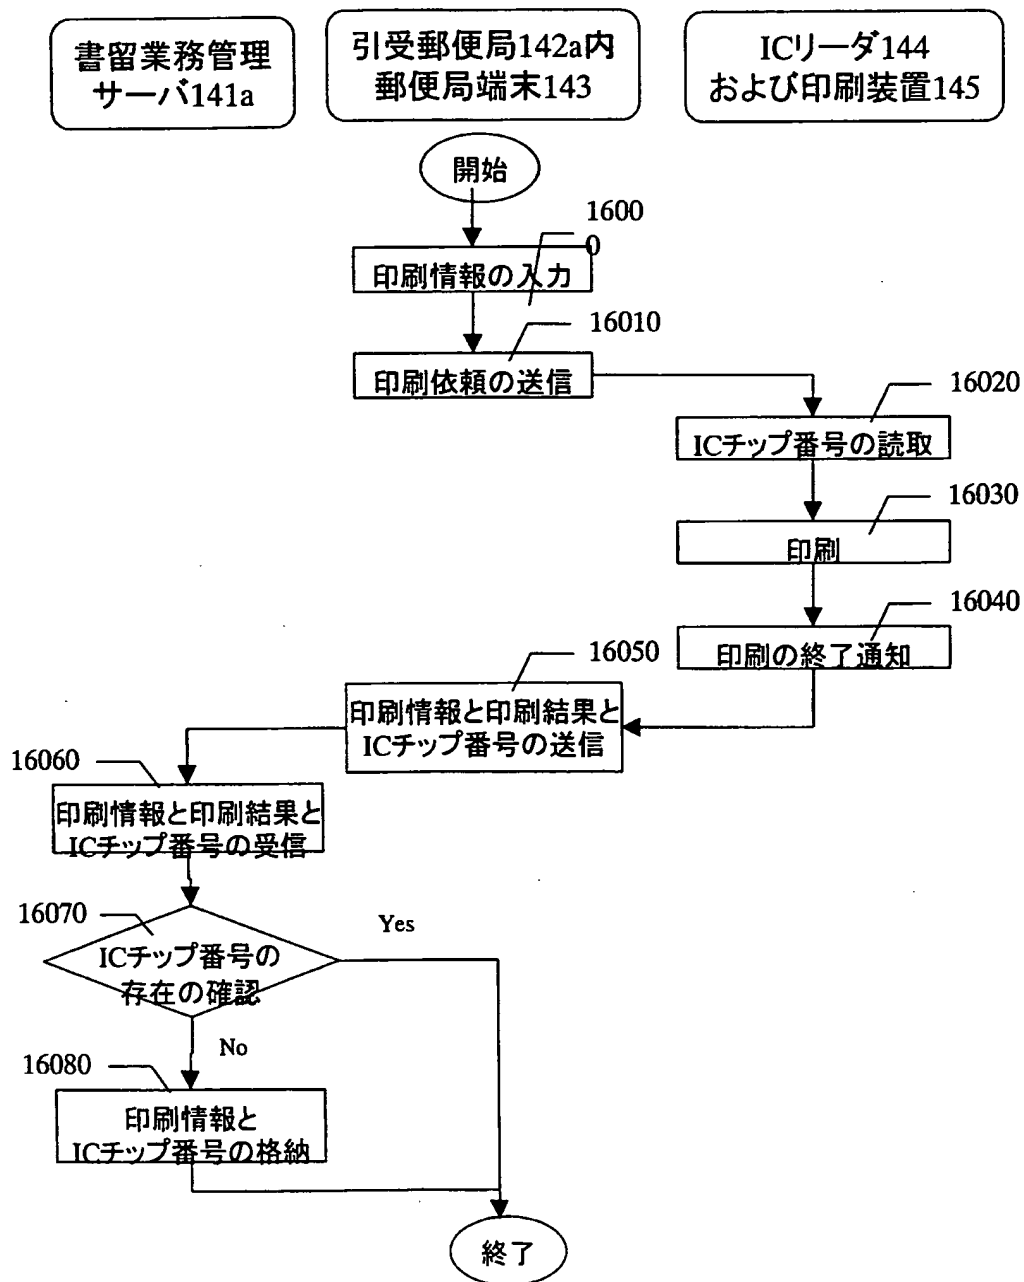 書留業務管理
サーバ141a
引受郵便局142a内
郵便局端末143
ICリーダ144
および印刷装置145
開始
1600
0
印刷情報の入力
16010
印刷依頼の送信
16020
ICチップ番号の読取
16030
印刷
16040
印刷の終了通知
16050
印刷情報と印刷結果と
ICチップ番号の送信
16060
印刷情報と印刷結果と
ICチップ番号の受信
16070
Yes
ICチップ番号の
存在の確認
No
16080
印刷情報と
ICチップ番号の格納
終了